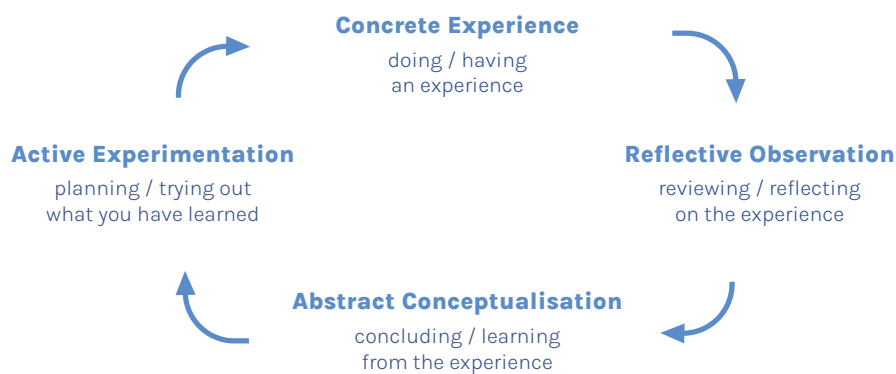 Concrete Experience
doing / having
an experience
Reflective Observation
reviewing / reflecting
on the experience
Abstract Conceptualisation
concluding / learning
from the experience
Active Experimentation
planning / trying out
what you have learned